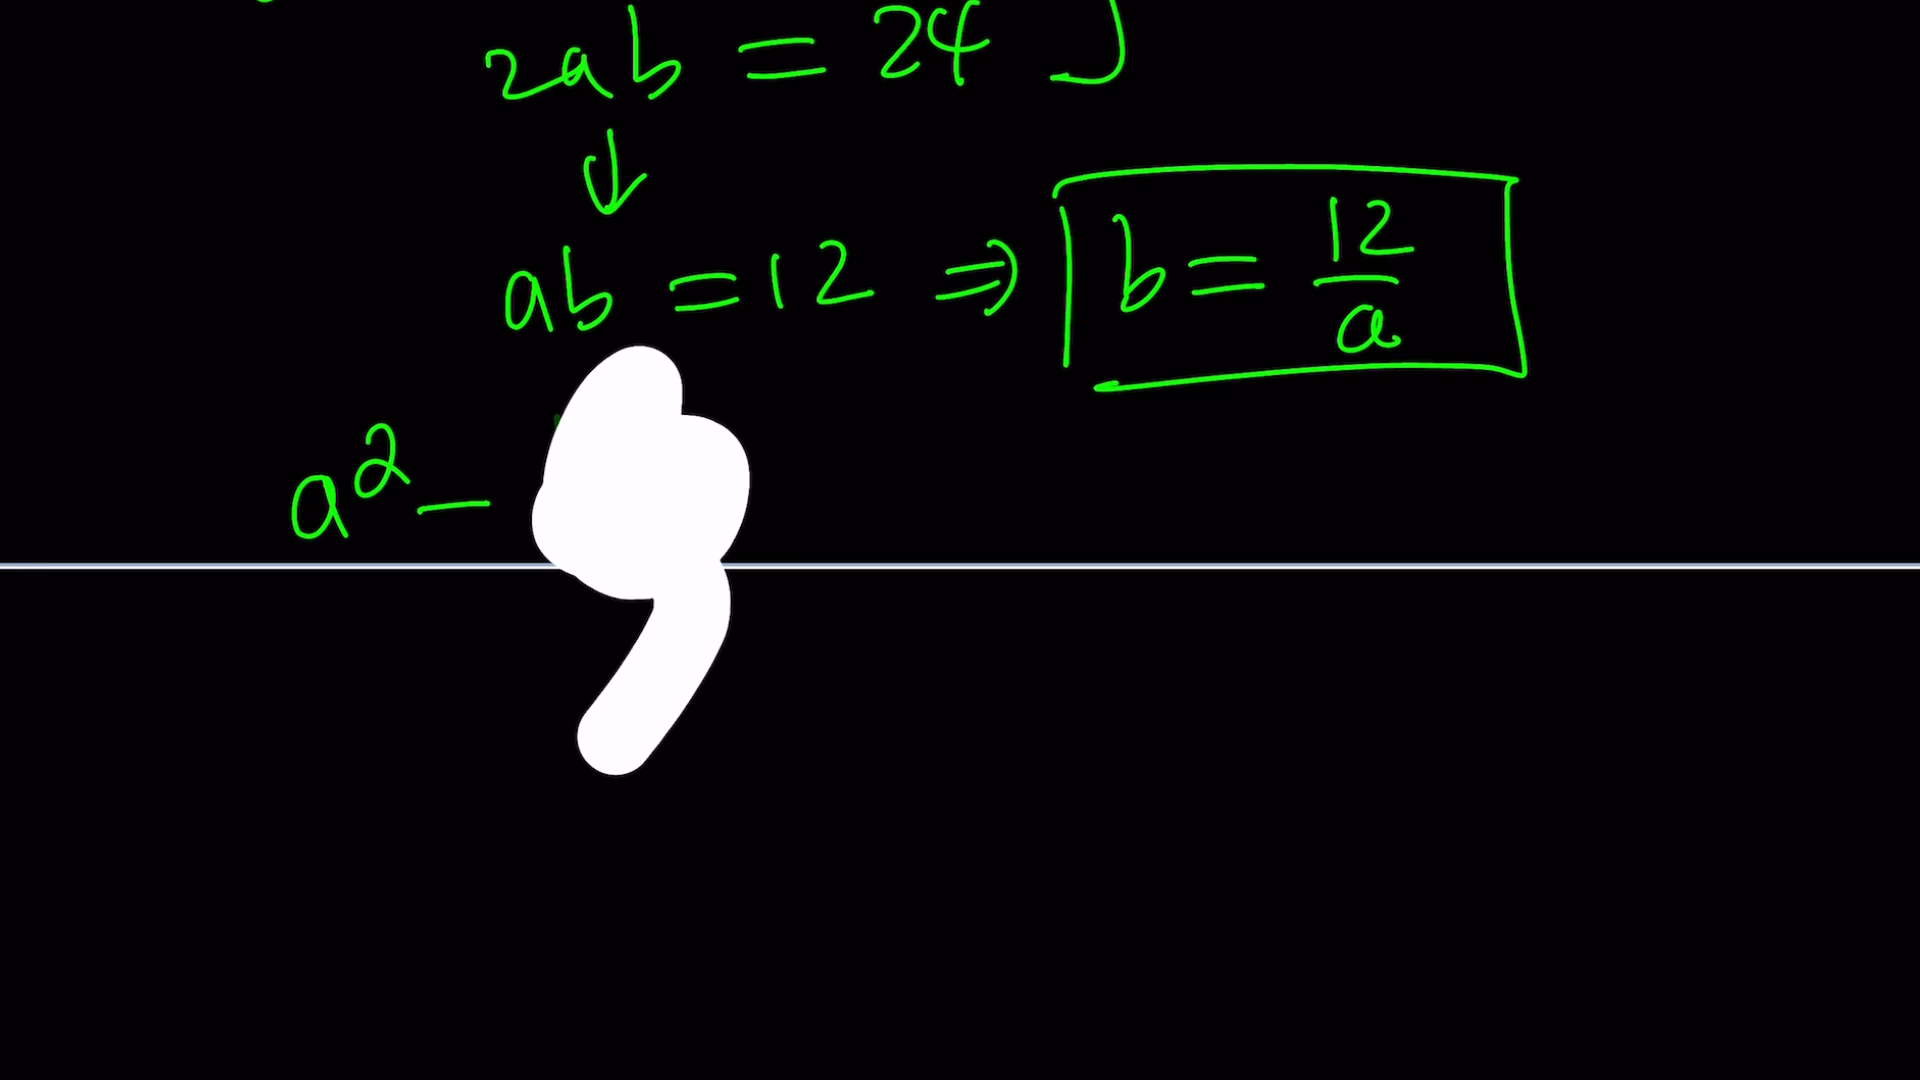 2ab = 24
ab = 12 ⇒ b = 12/a
a² −